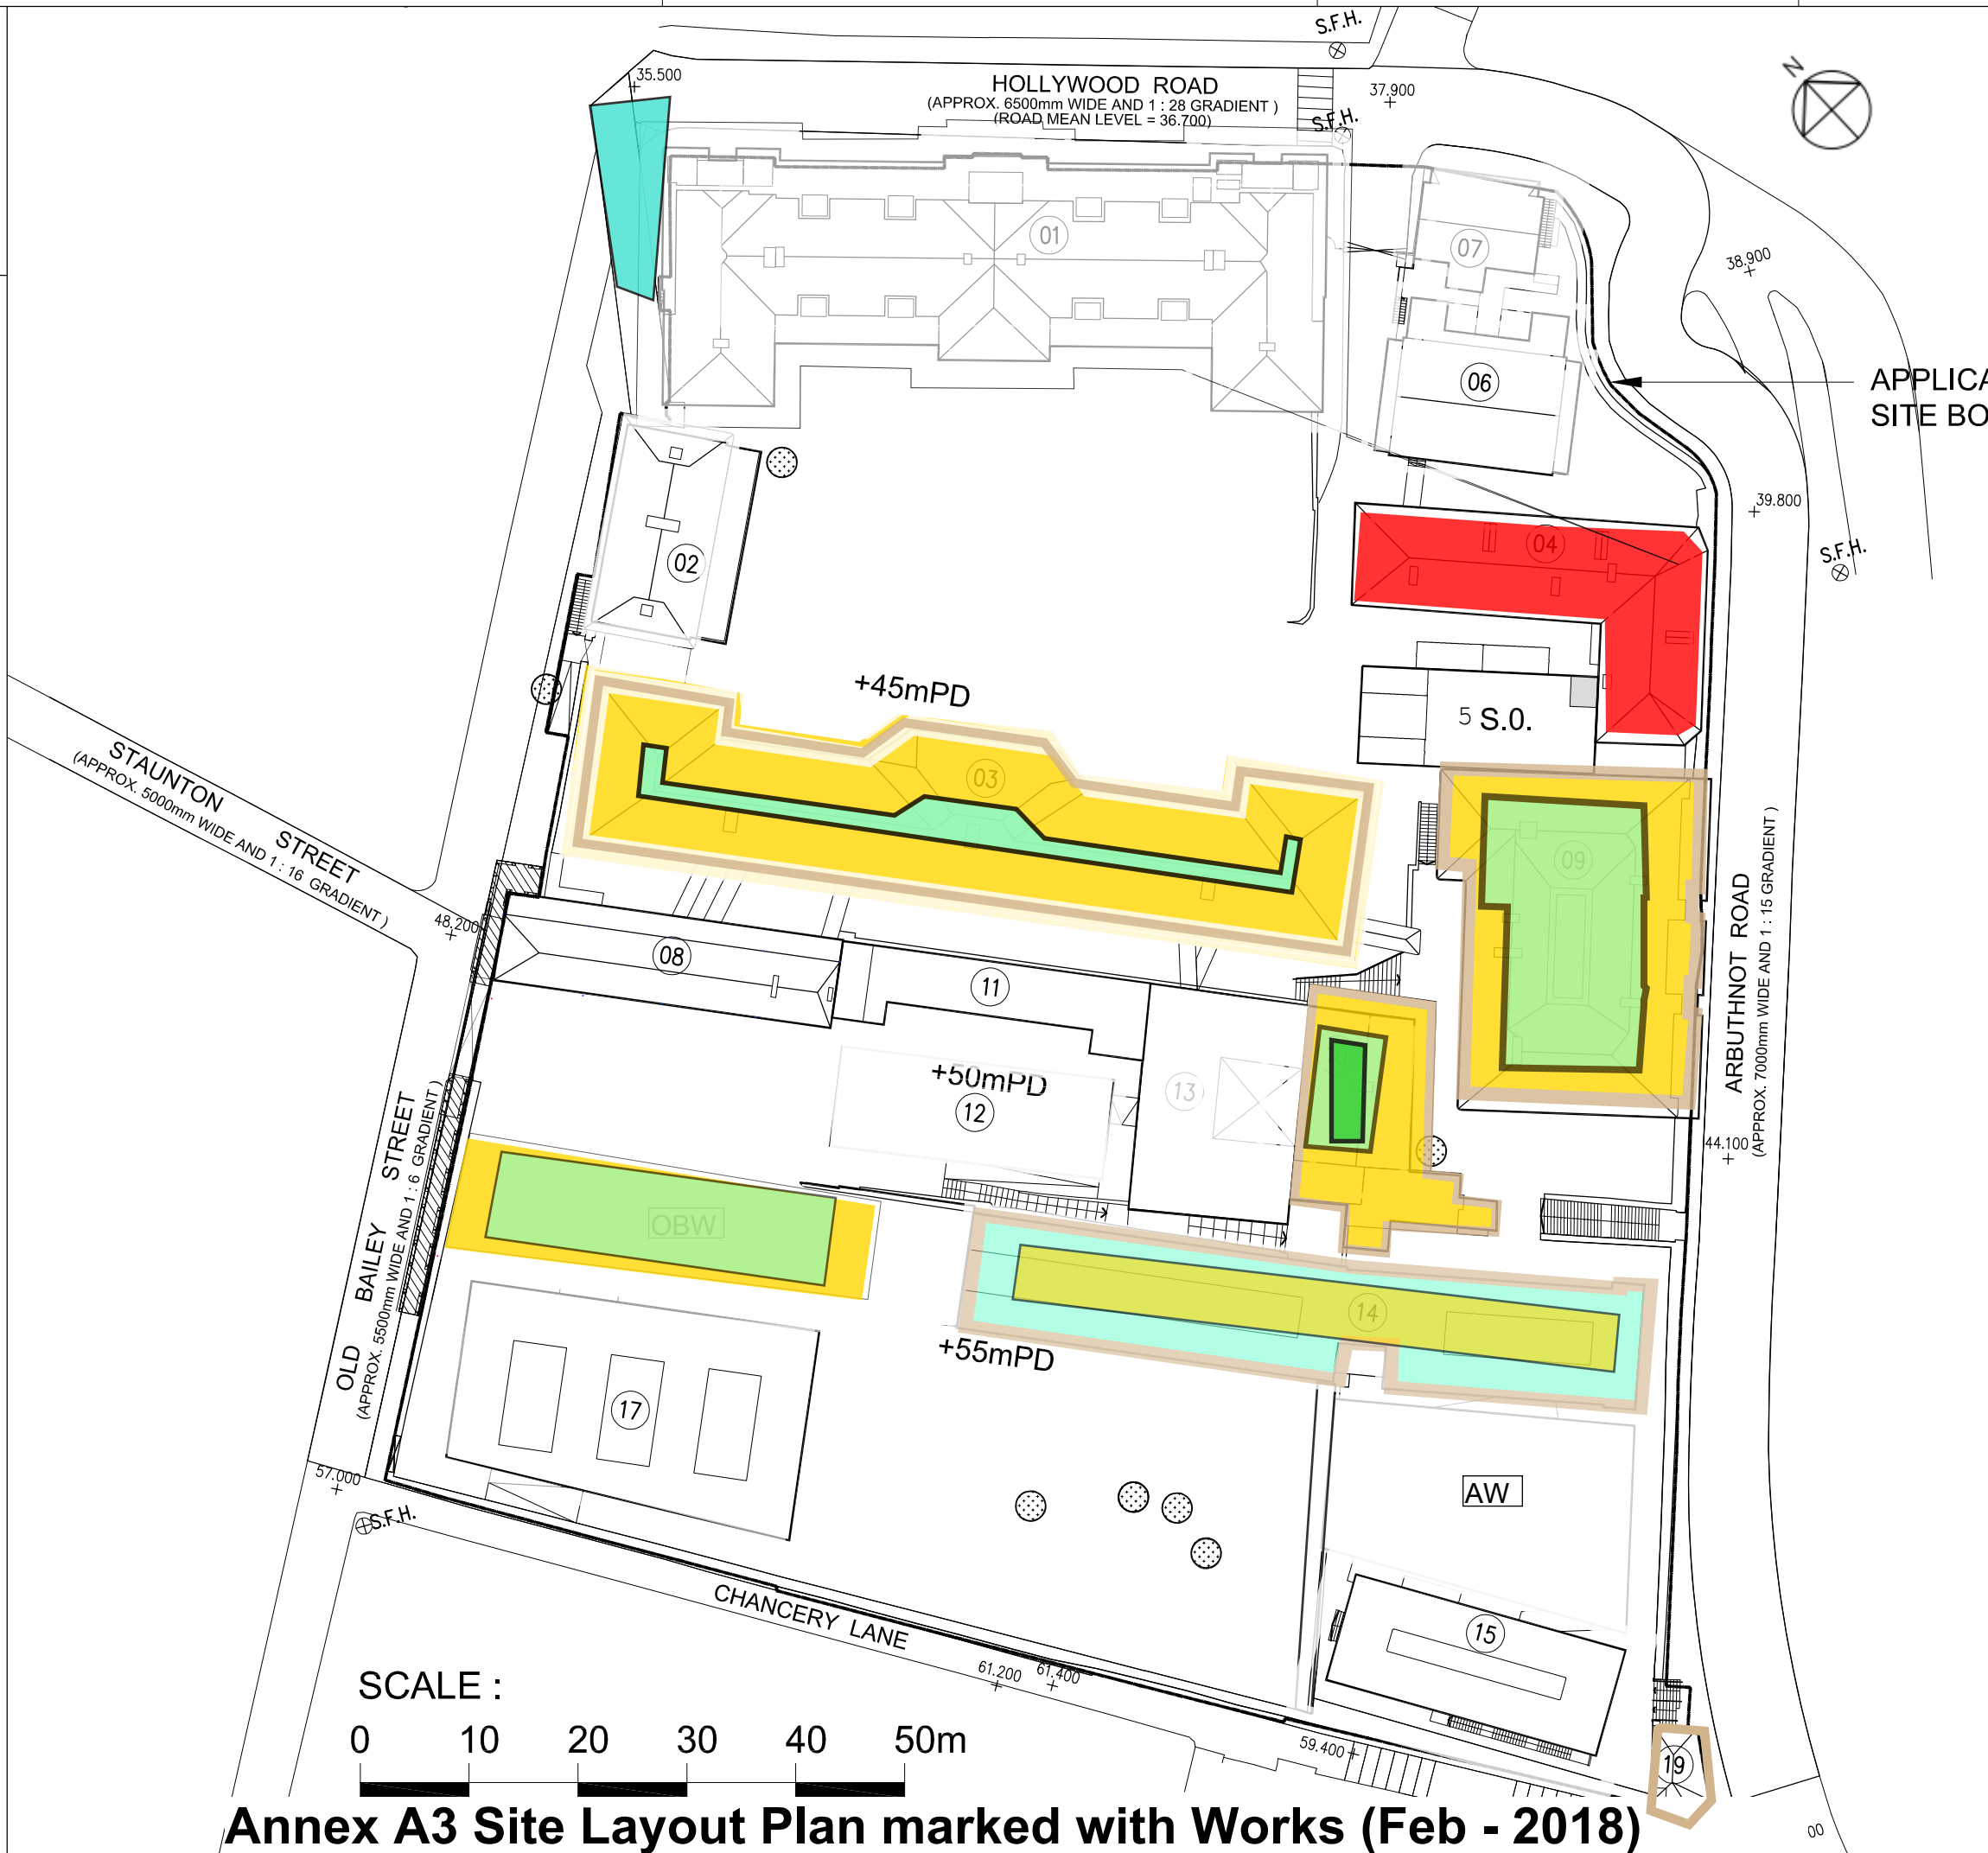 S.F.H.
N
35.500
HOLLYWOOD ROAD
(APPROX. 6500mm WIDE AND 1 : 28 GRADIENT )
(ROAD MEAN LEVEL = 36.700)
37.900
S.F.H.
01
07
38.900
06
APPLICA
SITE BO
39.800
04
S.F.H.
02
+45mPD
5 S.0.
03
STAUNTON STREET
(APPROX. 5000mm WIDE AND 1 : 16 GRADIENT )
09
48.200
08
11
ARBUTHNOT ROAD
(APPROX. 7000mm WIDE AND 1 : 15 GRADIENT )
+50mPD
12
13
44.100
OLD BAILEY STREET
(APPROX. 5500mm WIDE AND 1 : 6 GRADIENT )
OBW
14
+55mPD
17
57.000
AW
S.F.H.
CHANCERY LANE
15
61.200
61.400
59.400
19
SCALE :
0 10 20 30 40 50m
00
Annex A3 Site Layout Plan marked with Works (Feb - 2018)